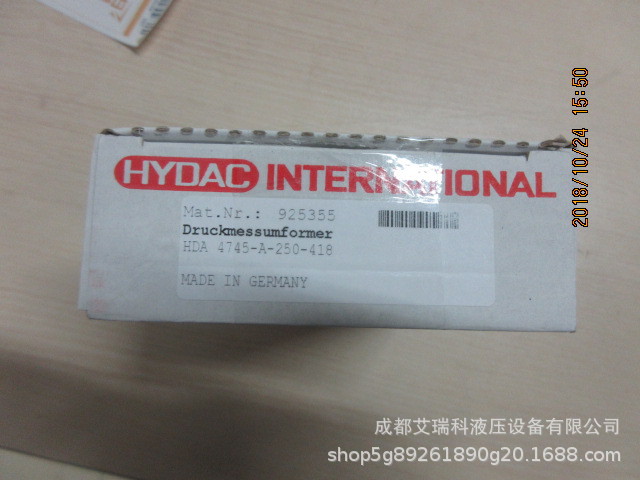 HYDAC INTERNATIONAL
Mat.Nr.: 925355
Druckmessumformer
HDA 4745-A-250-418
MADE IN GERMANY
2018/10/24 15:50
成都艾瑞科液压设备有限公司
shop5g89261890g20.1688.com